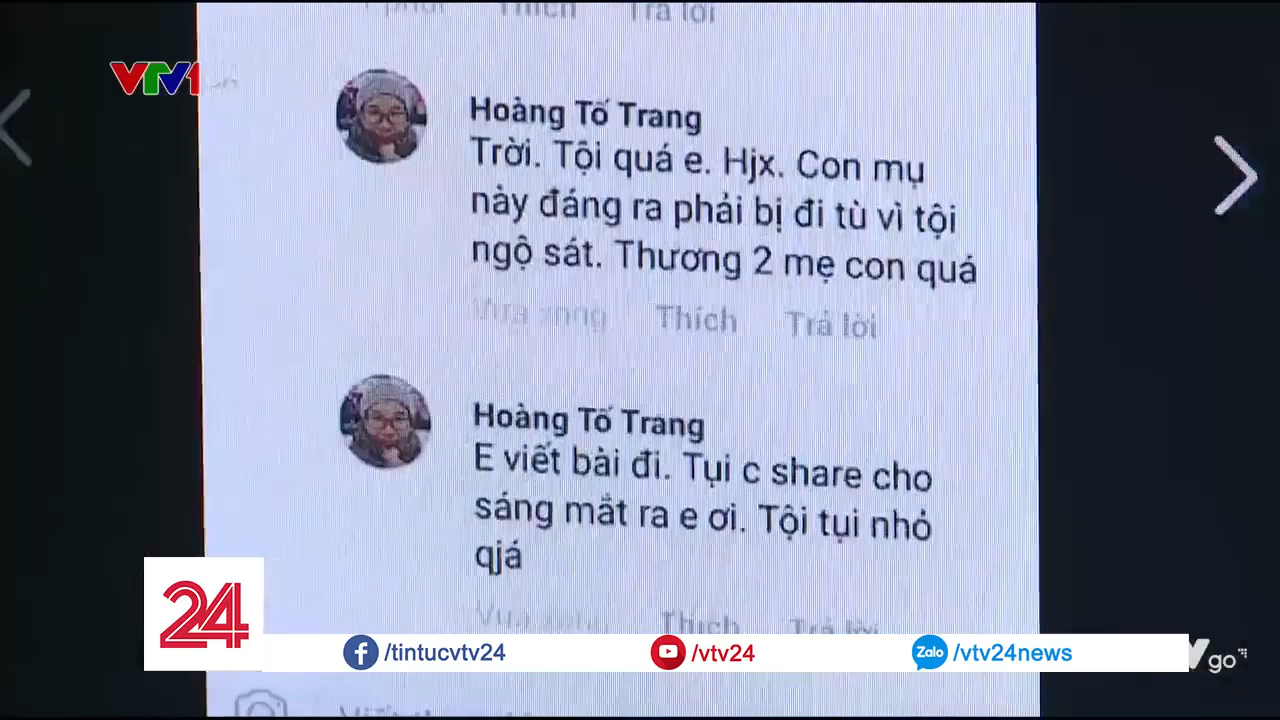 Thích Trả lời
VTV1
Hoàng Tố Trang
Trời. Tội quá e. Hjx. Con mụ
này đáng ra phải bị đi tù vì tội
ngộ sát. Thương 2 mẹ con quá
Vừa xong Thích Trả lời
Hoàng Tố Trang
E viết bài đi. Tụi c share cho
sáng mắt ra e ơi. Tội tụi nhỏ
qjá
Thích Trả lời
24
/tintucvtv24 /vtv24 Zalo /vtv24news
go